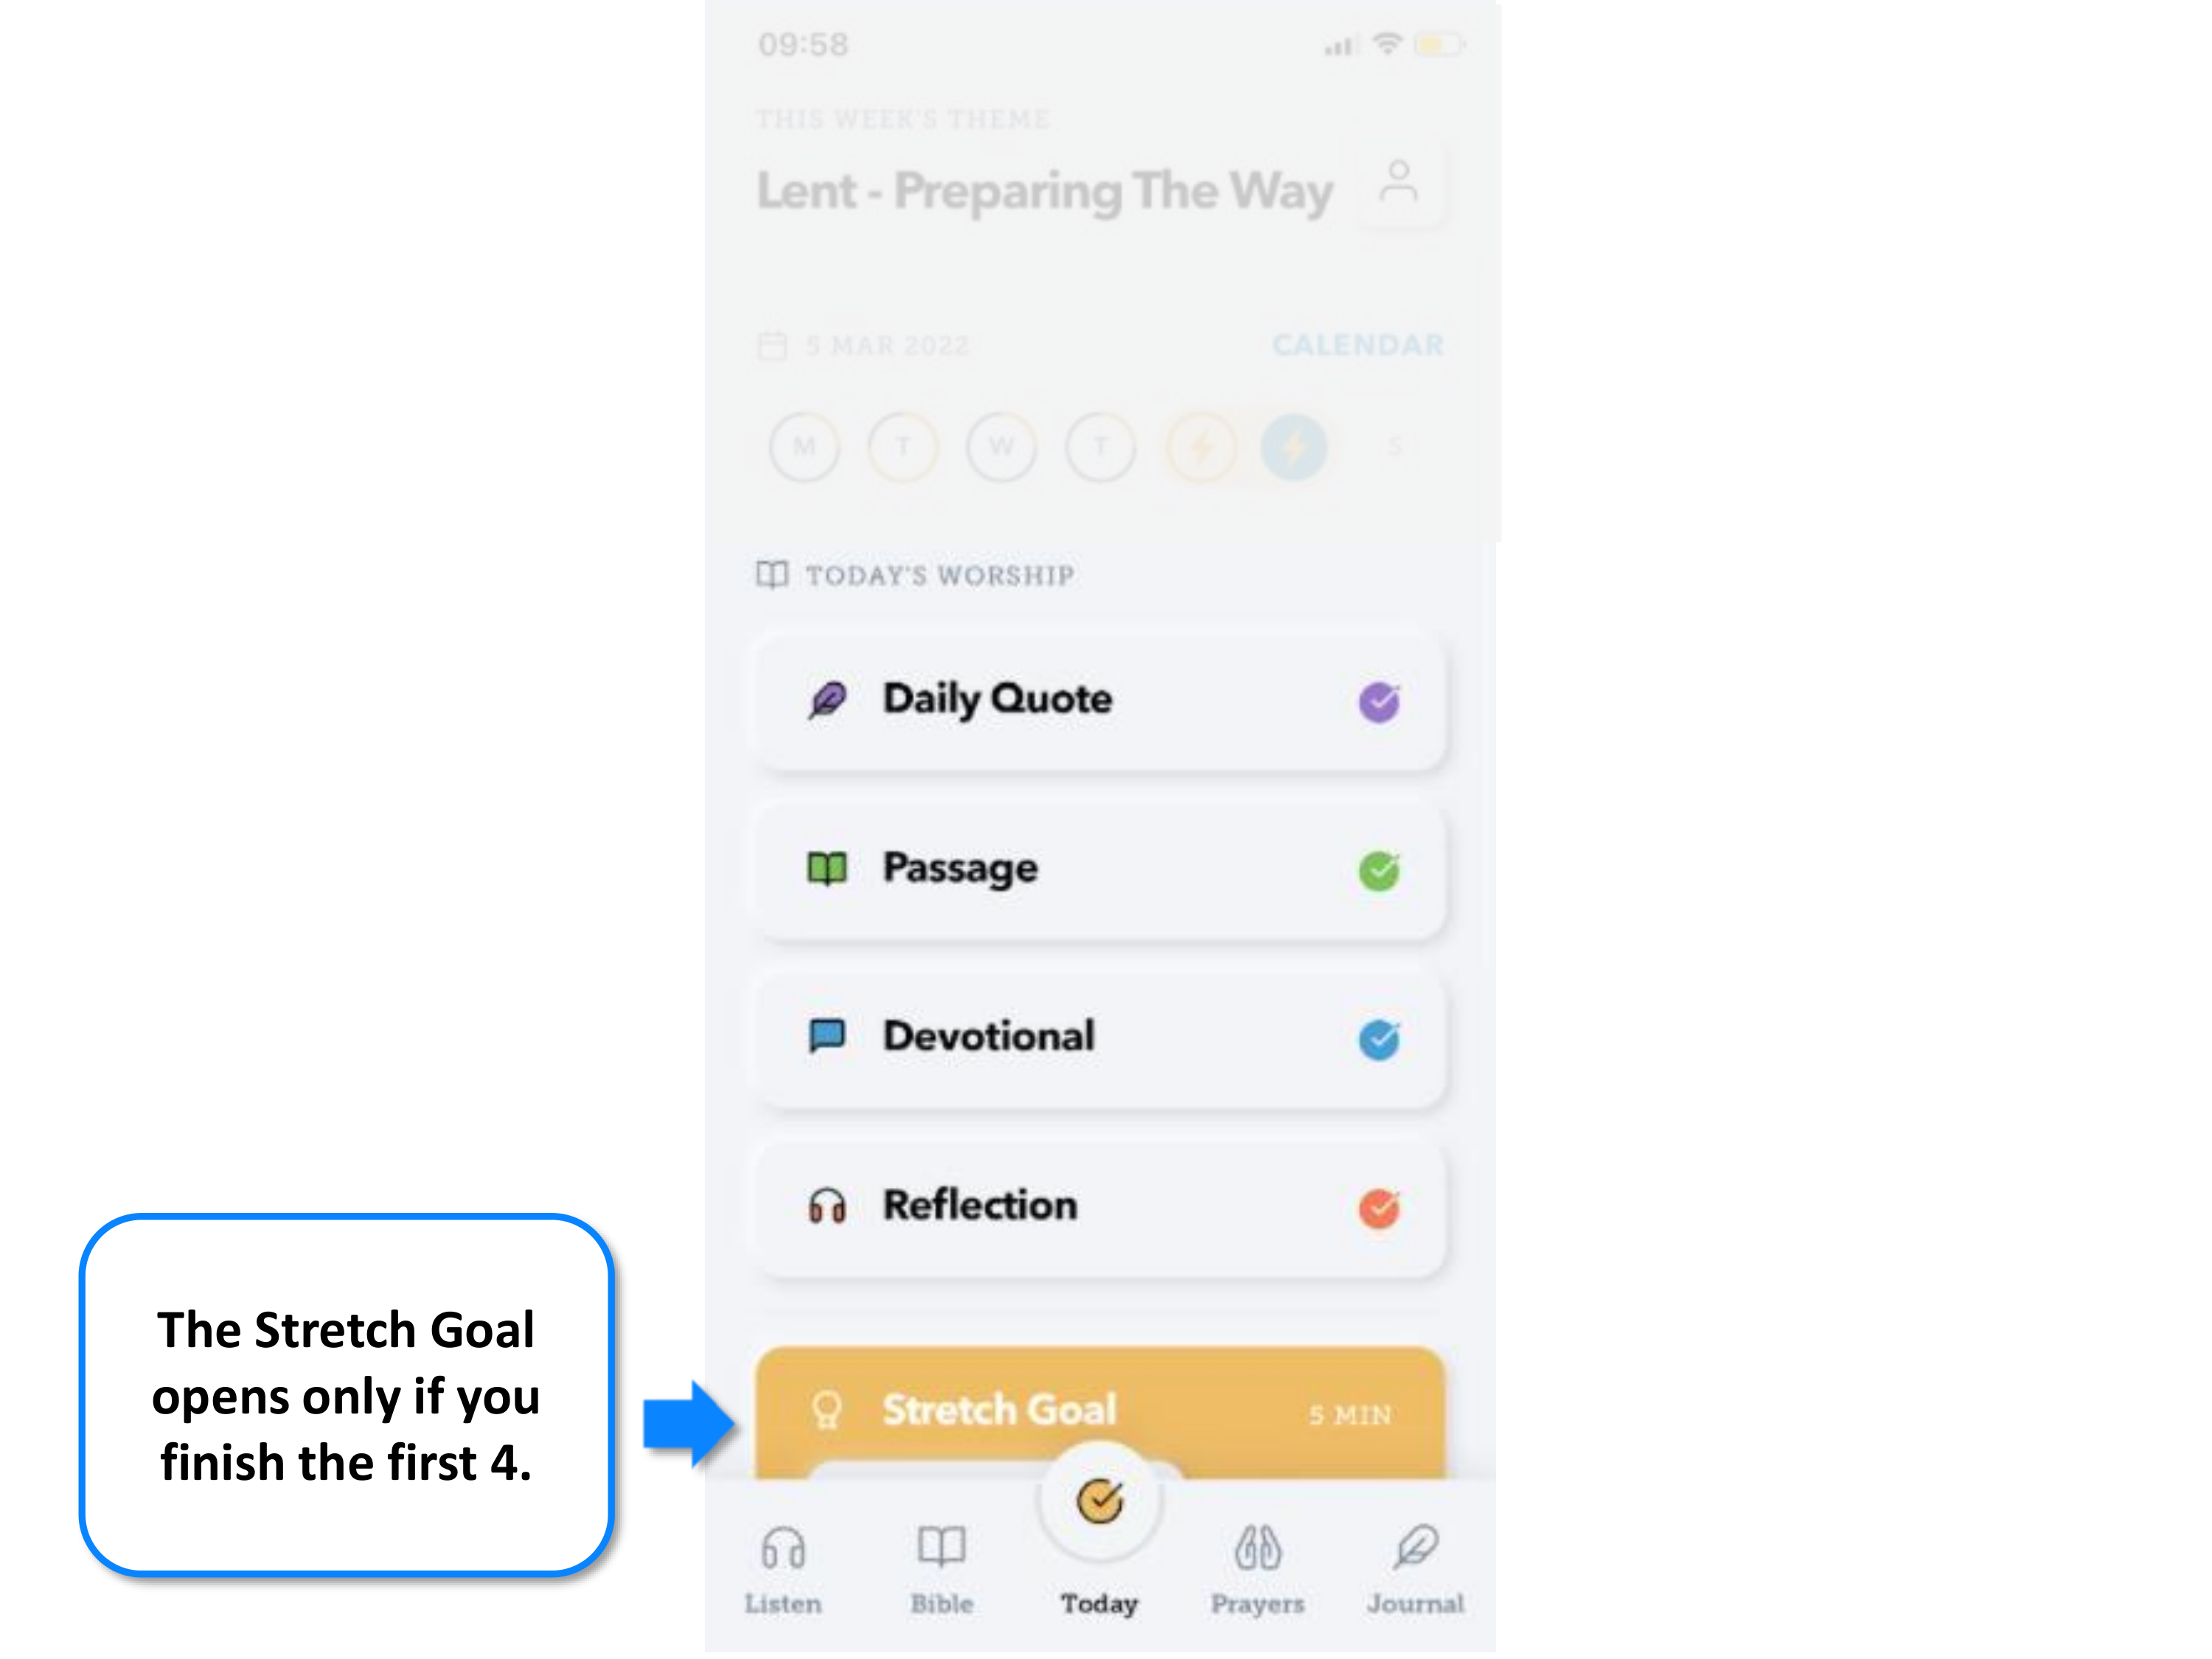 09:58
THIS WEEK'S THEME
Lent - Preparing The Way
5 MAR 2022
CALENDAR
M T W T S
TODAY'S WORSHIP
Daily Quote
Passage
Devotional
Reflection
The Stretch Goal
opens only if you
finish the first 4.
Stretch Goal 5 MIN
Listen Bible Today Prayers Journal